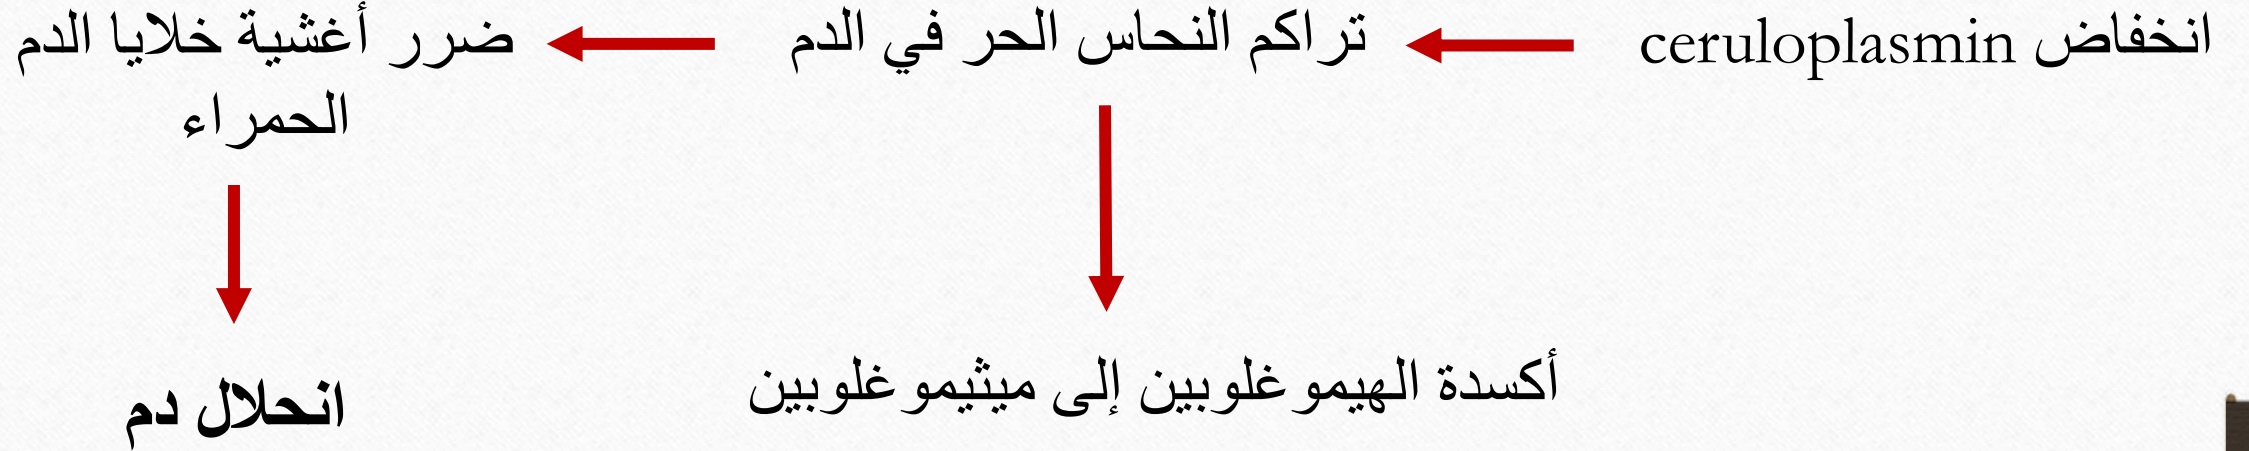 انخفاض ceruloplasmin
تراكم النحاس الحر في الدم
ضرر أغشية خلايا الدم
الحمراء
أكسدة الهيموغلوبين إلى ميثيموغلوبين
انحلال دم